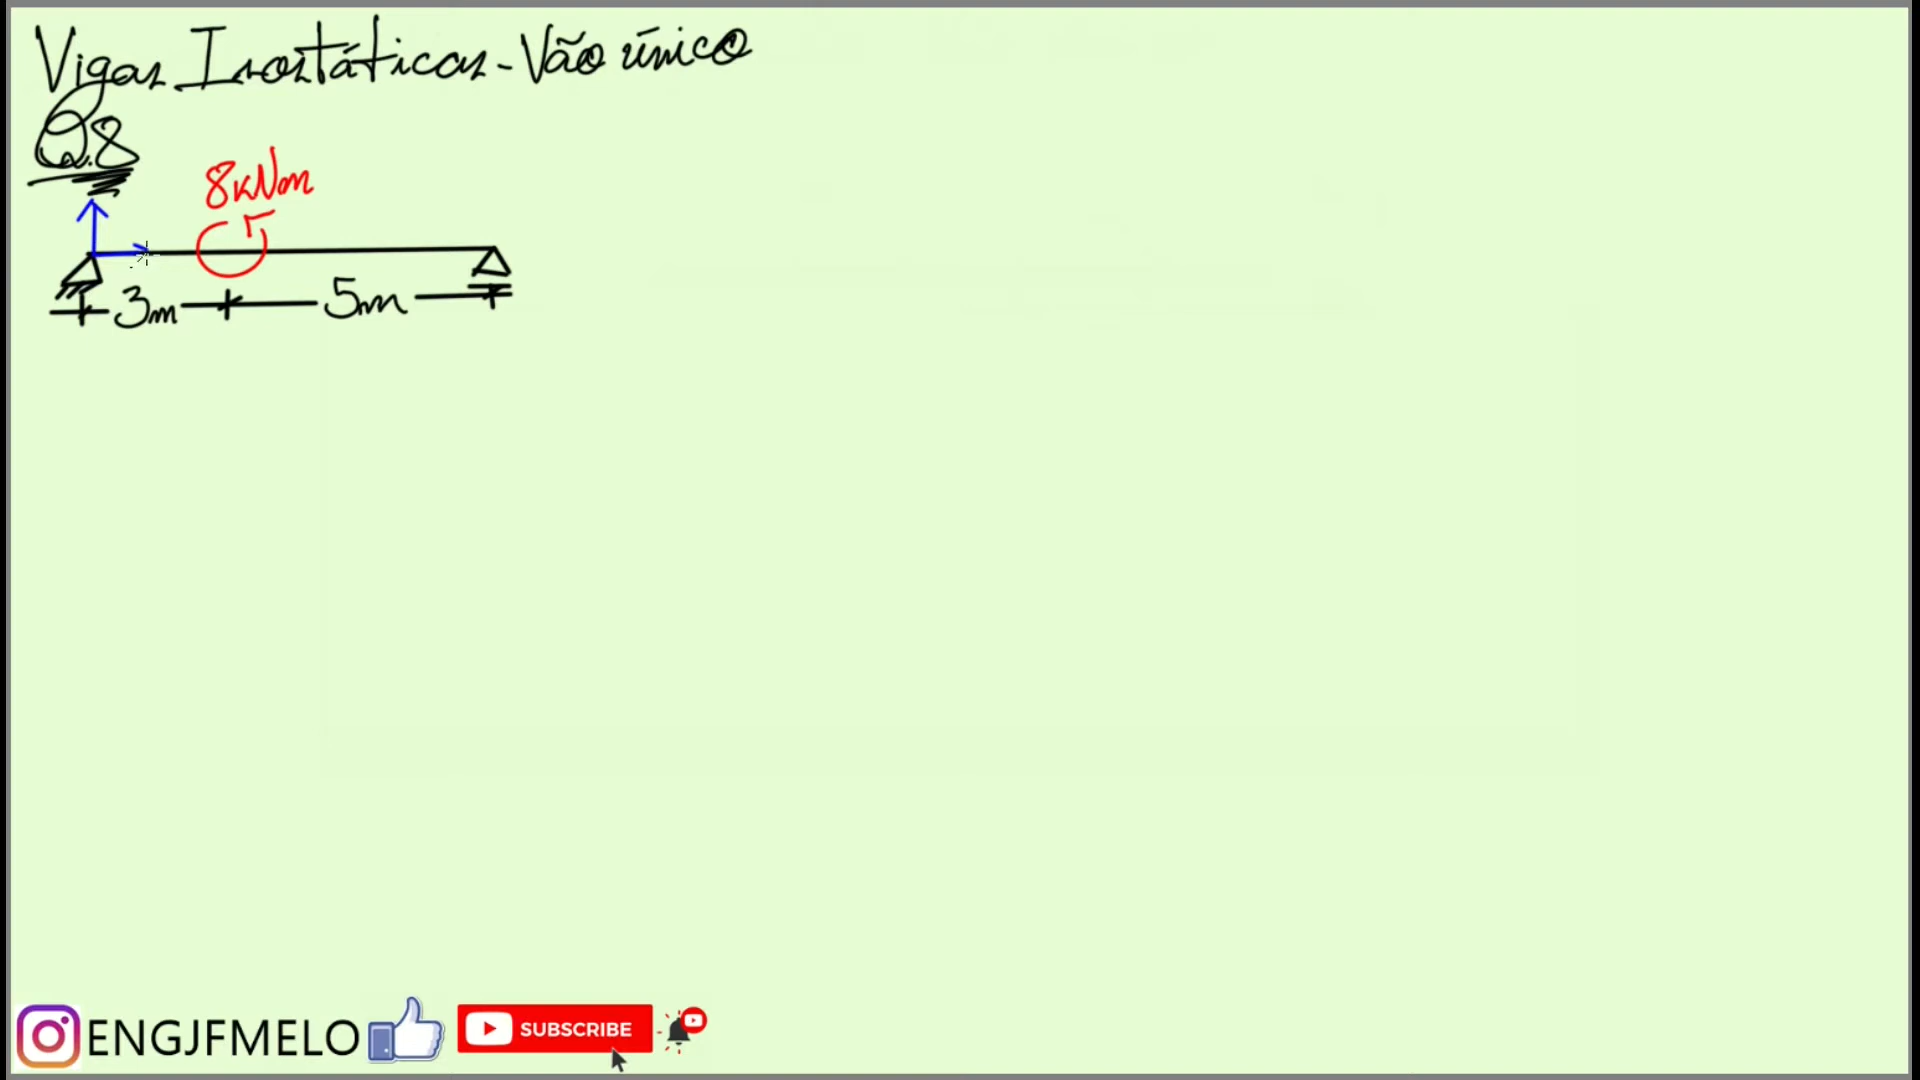 Vigas Isostáticas - Vão único
Q.8
8kNm
3m 5m
ENGJFMELO SUBSCRIBE